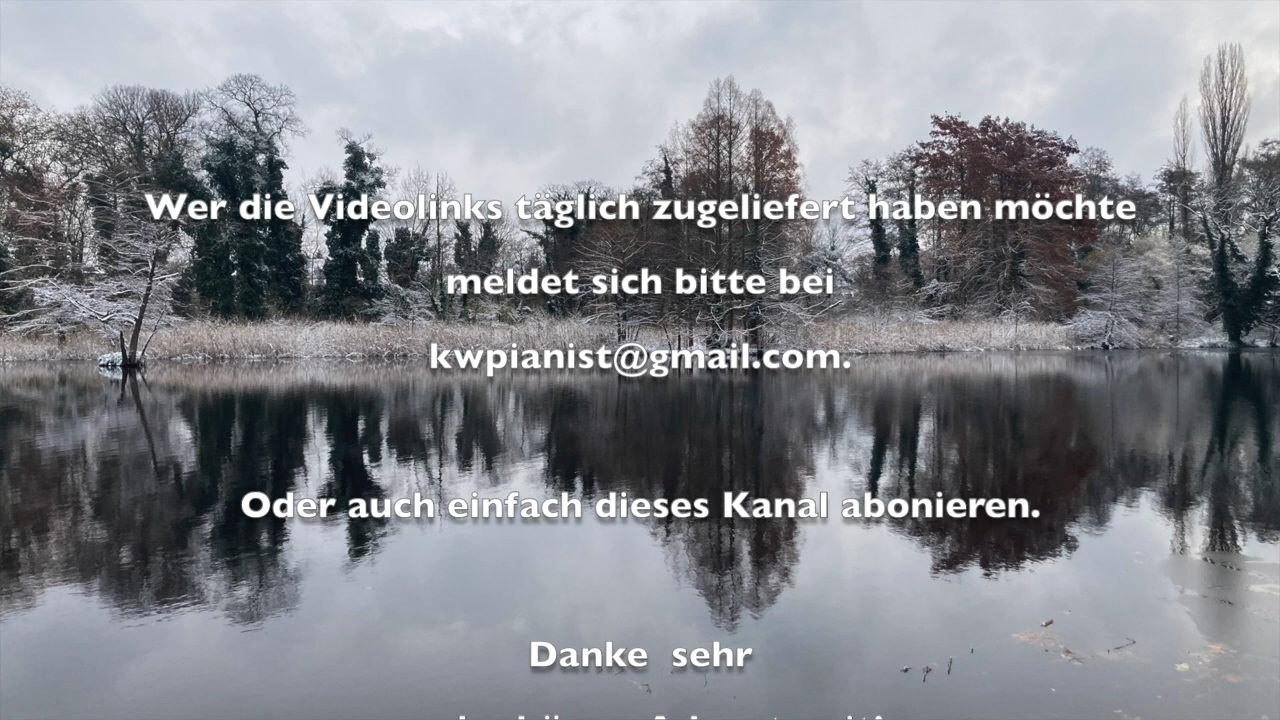 Wer die Videolinks täglich zugeliefert haben möchte
meldet sich bitte bei
kwpianist@gmail.com.
Oder auch einfach dieses Kanal abonieren.
Danke  sehr